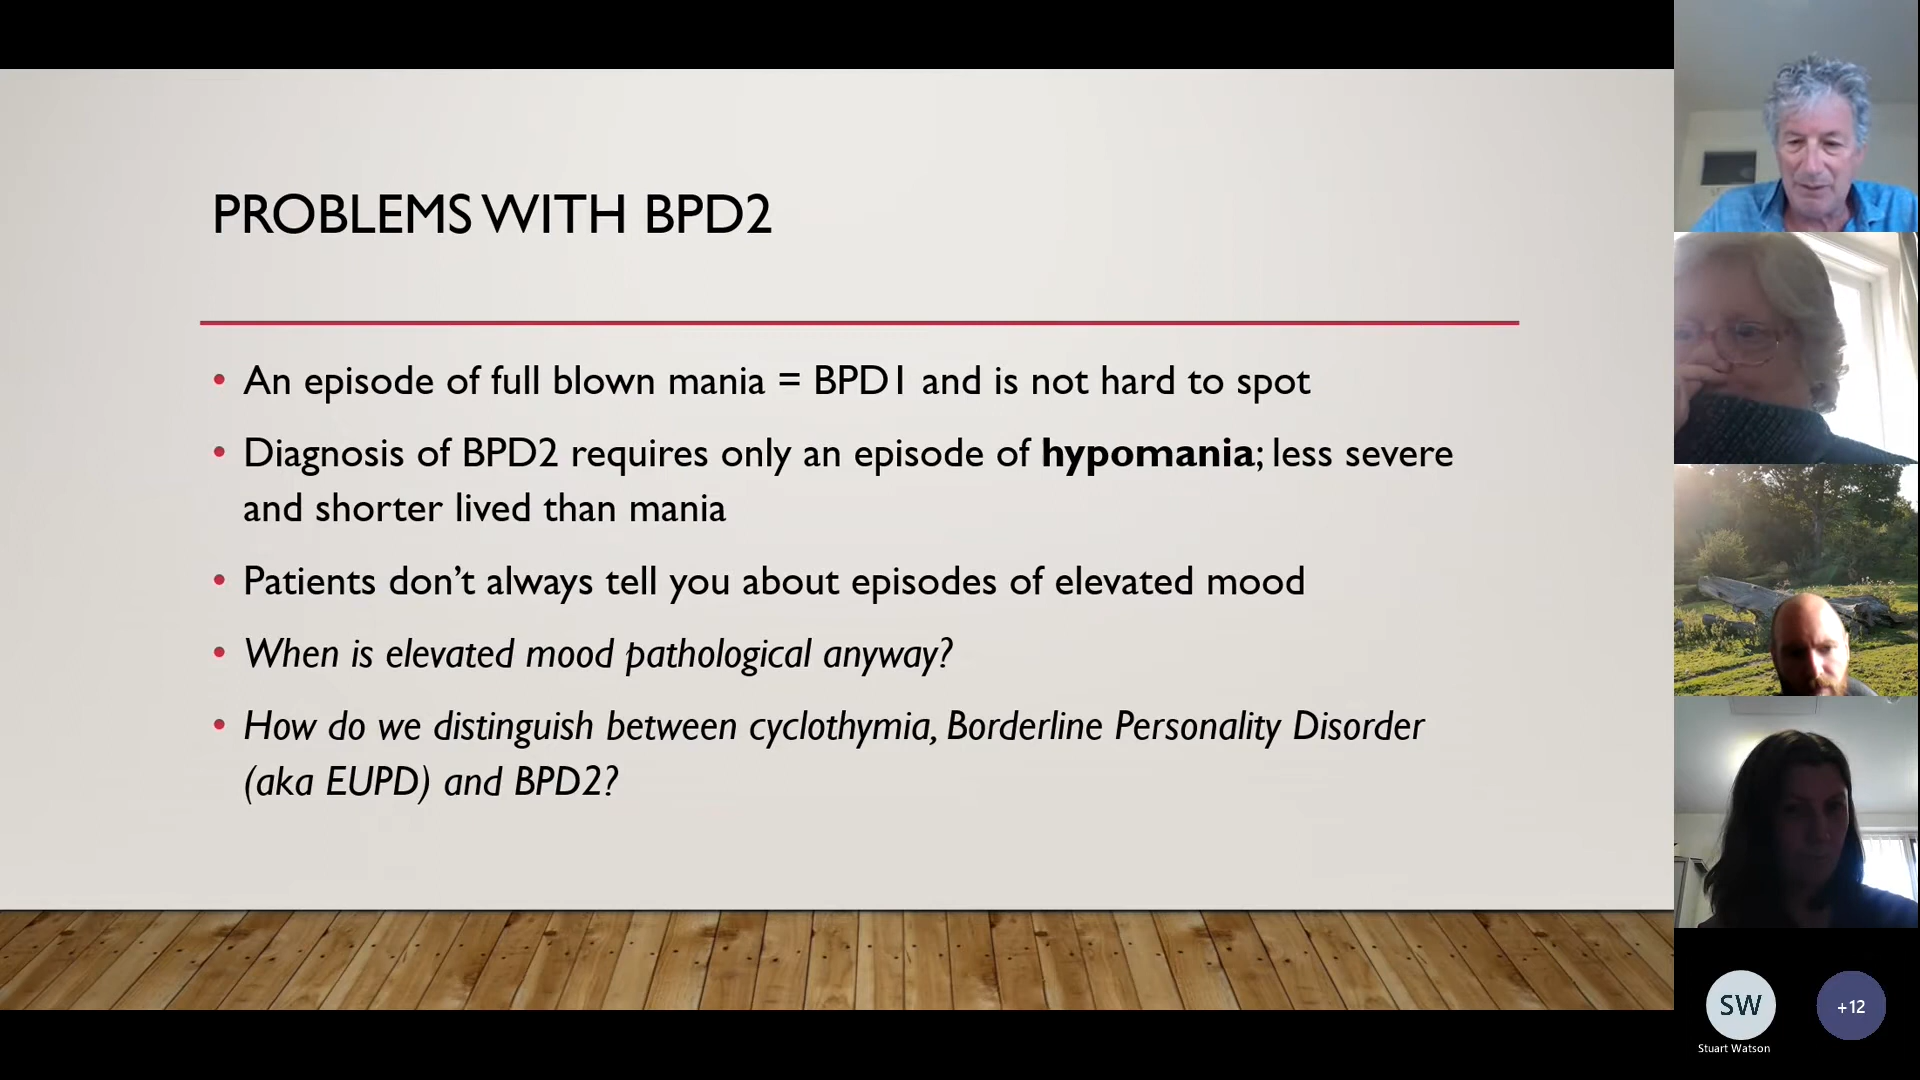 PROBLEMS WITH BPD2
• An episode of full blown mania = BPD1 and is not hard to spot
• Diagnosis of BPD2 requires only an episode of hypomania; less severe
and shorter lived than mania
• Patients don’t always tell you about episodes of elevated mood
• When is elevated mood pathological anyway?
• How do we distinguish between cyclothymia, Borderline Personality Disorder
(aka EUPD) and BPD2?
SW
+12
Stuart Watson